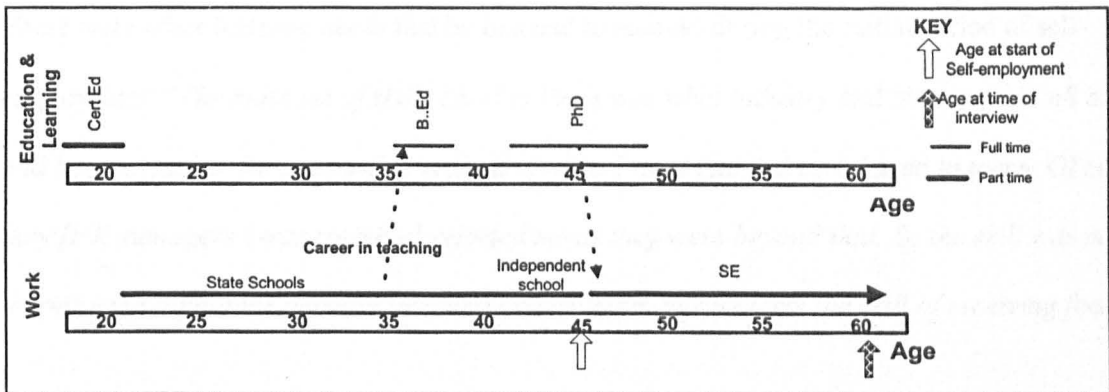 KEY
Age at start of
Self-employment
Age at time of
interview
Full time
Part time
Education &
Learning
Cert Ed
B..Ed
PhD
20 25 30 35 40 45 50 55 60
Age
Career in teaching
Work
State Schools
Independent
school
SE
20 25 30 35 40 45 50 55 60
Age